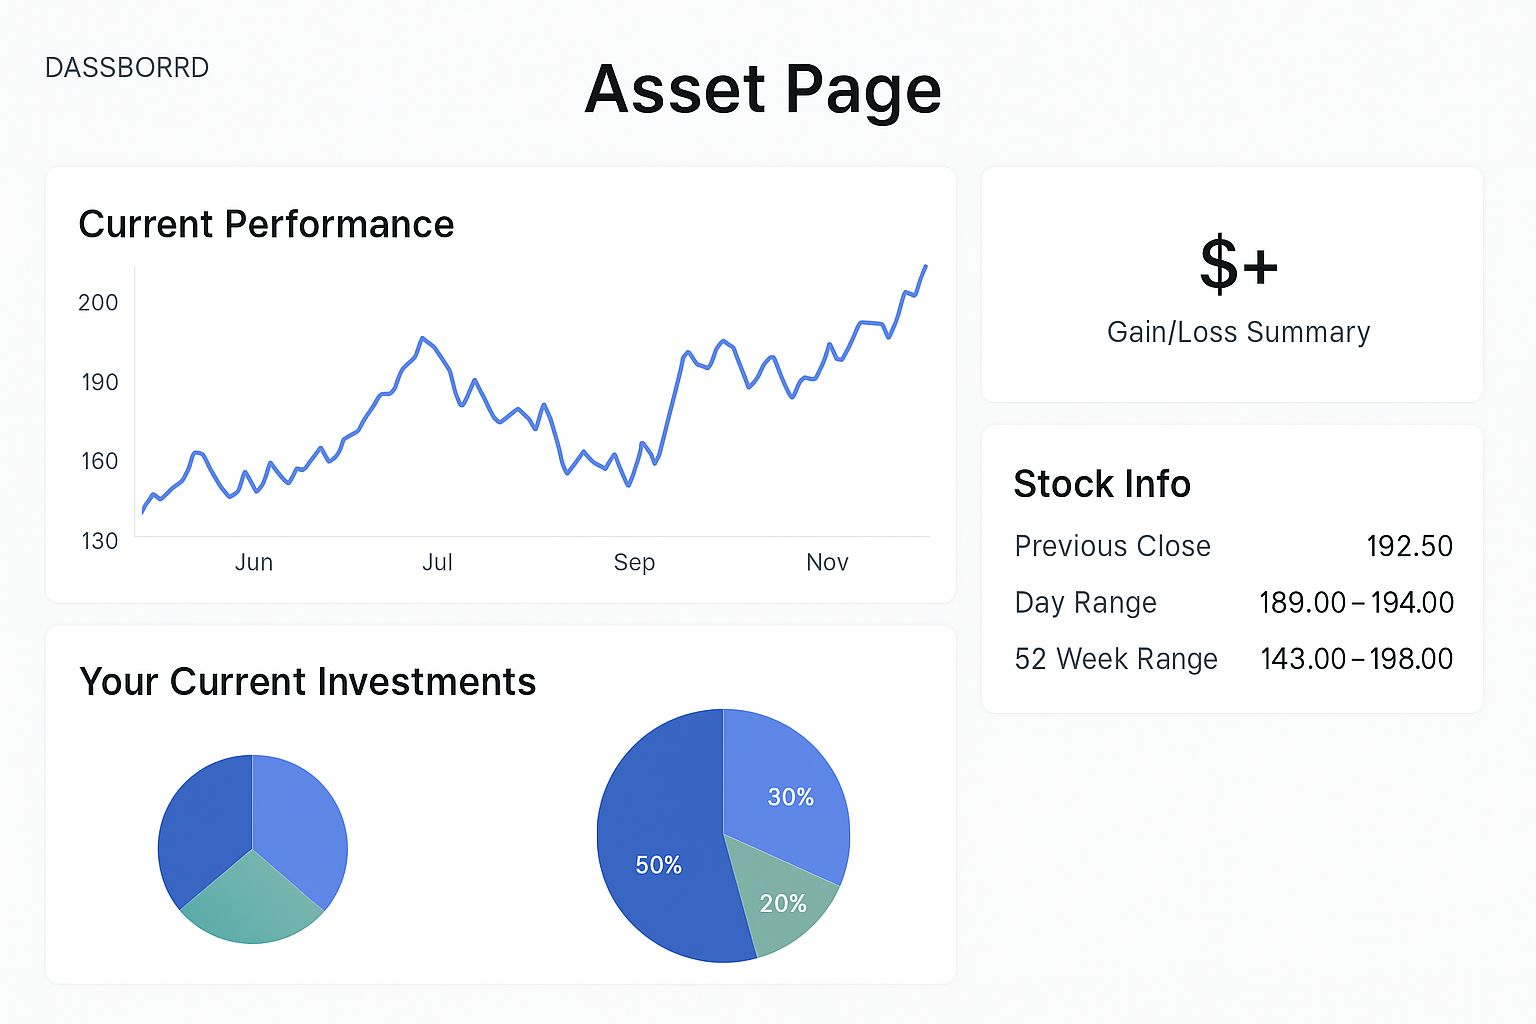 DASSBORRD
Asset Page
Current Performance
200
190
160
130
Jun Jul Sep Nov
$+
Gain/Loss Summary
Stock Info
Previous Close 192.50
Day Range 189.00–194.00
52 Week Range 143.00–198.00
Your Current Investments
30%
50%
20%